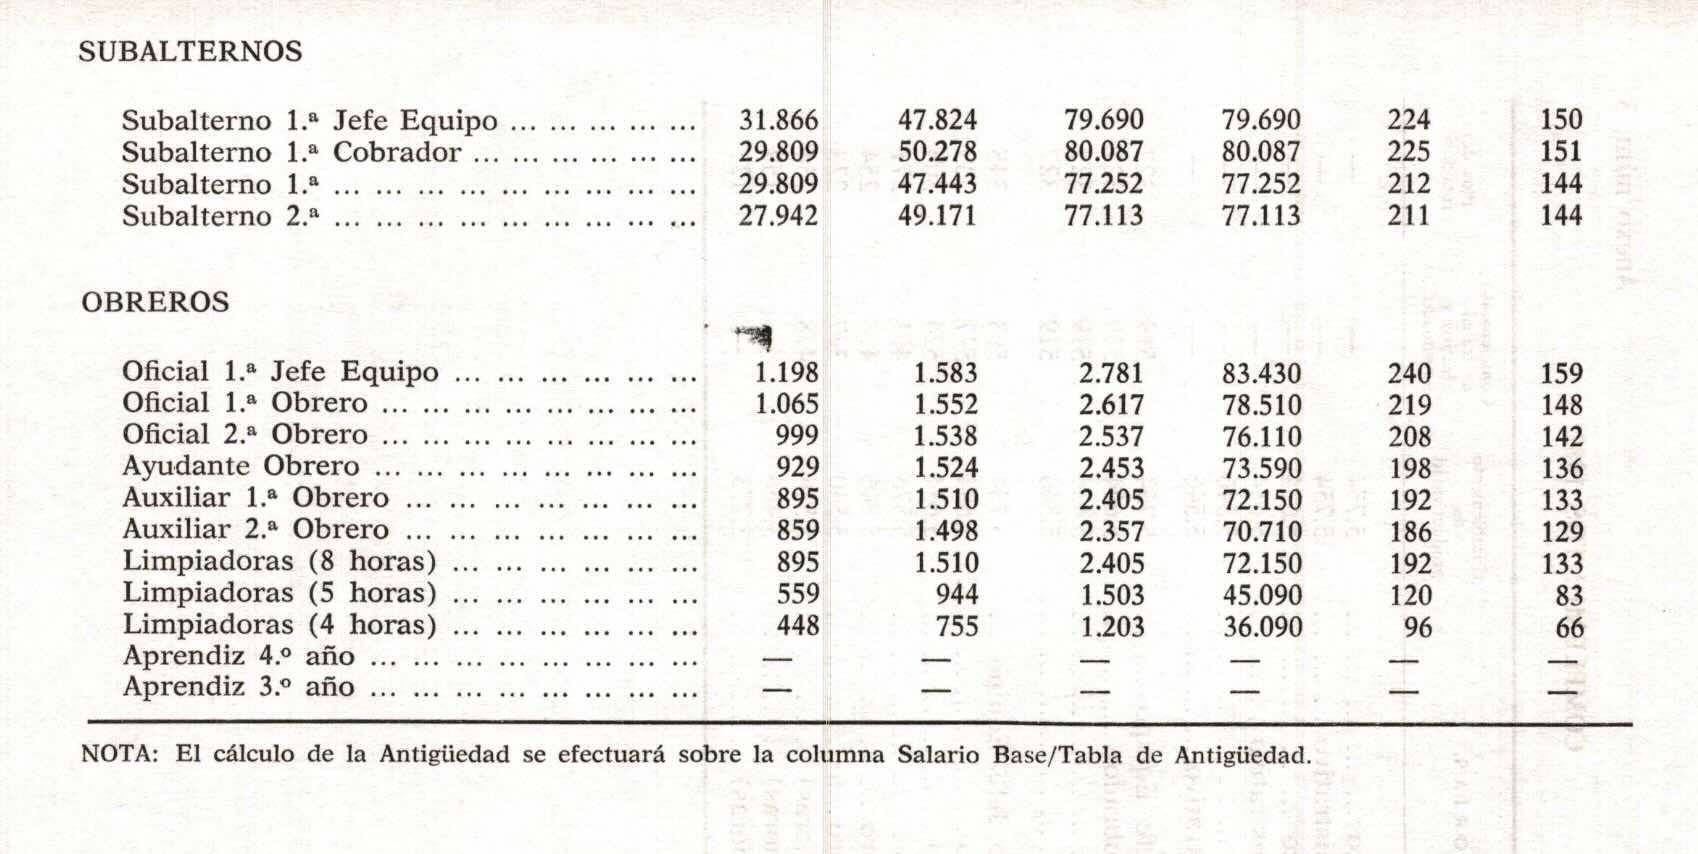 SUBALTERNOS
Subalterno 1.ª Jefe Equipo ... ... ... ... ... 31.866 47.824 79.690 79.690 224 150
Subalterno 1.ª Cobrador ... ... ... ... ... ... 29.809 50.278 80.087 80.087 225 151
Subalterno 1.ª ... ... ... ... ... ... ... ... ... 29.809 47.443 77.252 77.252 212 144
Subalterno 2.ª ... ... ... ... ... ... ... ... ... 27.942 49.171 77.113 77.113 211 144
OBREROS
Oficial 1.ª Jefe Equipo ... ... ... ... ... ... 1.198 1.583 2.781 83.430 240 159
Oficial 1.ª Obrero ... ... ... ... ... ... ... ... 1.065 1.552 2.617 78.510 219 148
Oficial 2.ª Obrero ... ... ... ... ... ... ... ... 999 1.538 2.537 76.110 208 142
Ayudante Obrero ... ... ... ... ... ... ... ... 929 1.524 2.453 73.590 198 136
Auxiliar 1.ª Obrero ... ... ... ... ... ... ... 895 1.510 2.405 72.150 192 133
Auxiliar 2.ª Obrero ... ... ... ... ... ... ... 859 1.498 2.357 70.710 186 129
Limpiadoras (8 horas) ... ... ... ... ... ... 895 1.510 2.405 72.150 192 133
Limpiadoras (5 horas) ... ... ... ... ... ... 559 944 1.503 45.090 120 83
Limpiadoras (4 horas) ... ... ... ... ... ... 448 755 1.203 36.090 96 66
Aprendiz 4.º año ... ... ... ... ... ... ... ... — — — — — —
Aprendiz 3.º año ... ... ... ... ... ... ... ... — — — — — —
NOTA: El cálculo de la Antigüedad se efectuará sobre la columna Salario Base/Tabla de Antigüedad.